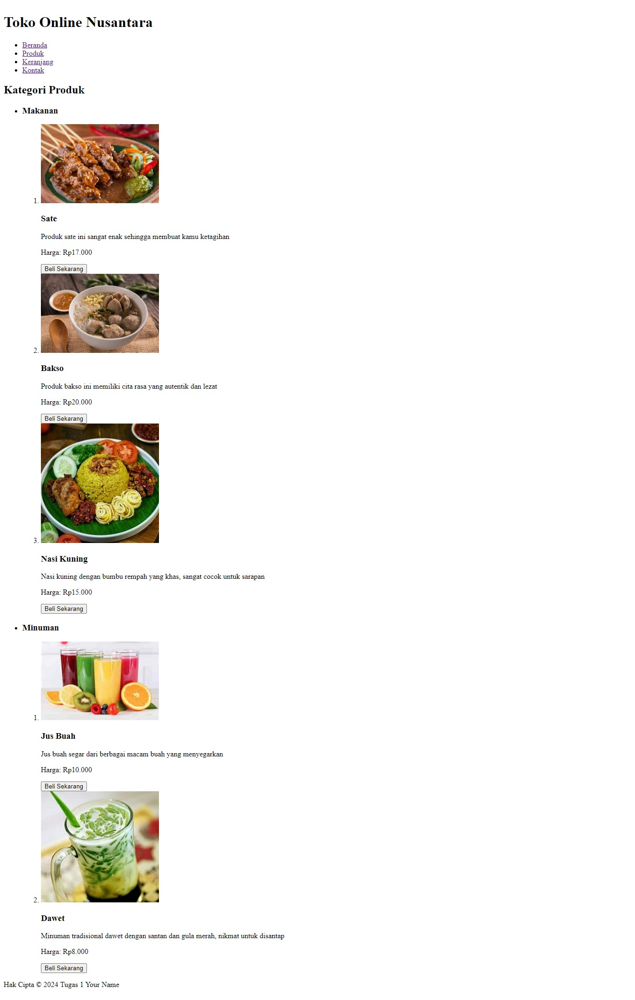 Toko Online Nusantara
Beranda
Produk
Keranjang
Kontak
Kategori Produk
Makanan
1.
Sate
Produk sate ini sangat enak sehingga membuat kamu ketagihan
Harga: Rp17.000
Beli Sekarang
2.
Bakso
Produk bakso ini memiliki cita rasa yang autentik dan lezat
Harga: Rp20.000
Beli Sekarang
3.
Nasi Kuning
Nasi kuning dengan bumbu rempah yang khas, sangat cocok untuk sarapan
Harga: Rp15.000
Beli Sekarang
Minuman
1.
Jus Buah
Jus buah segar dari berbagai macam buah yang menyegarkan
Harga: Rp10.000
Beli Sekarang
2.
Dawet
Minuman tradisional dawet dengan santan dan gula merah, nikmat untuk disantap
Harga: Rp8.000
Beli Sekarang
Hak Cipta © 2024 Tugas 1 Your Name